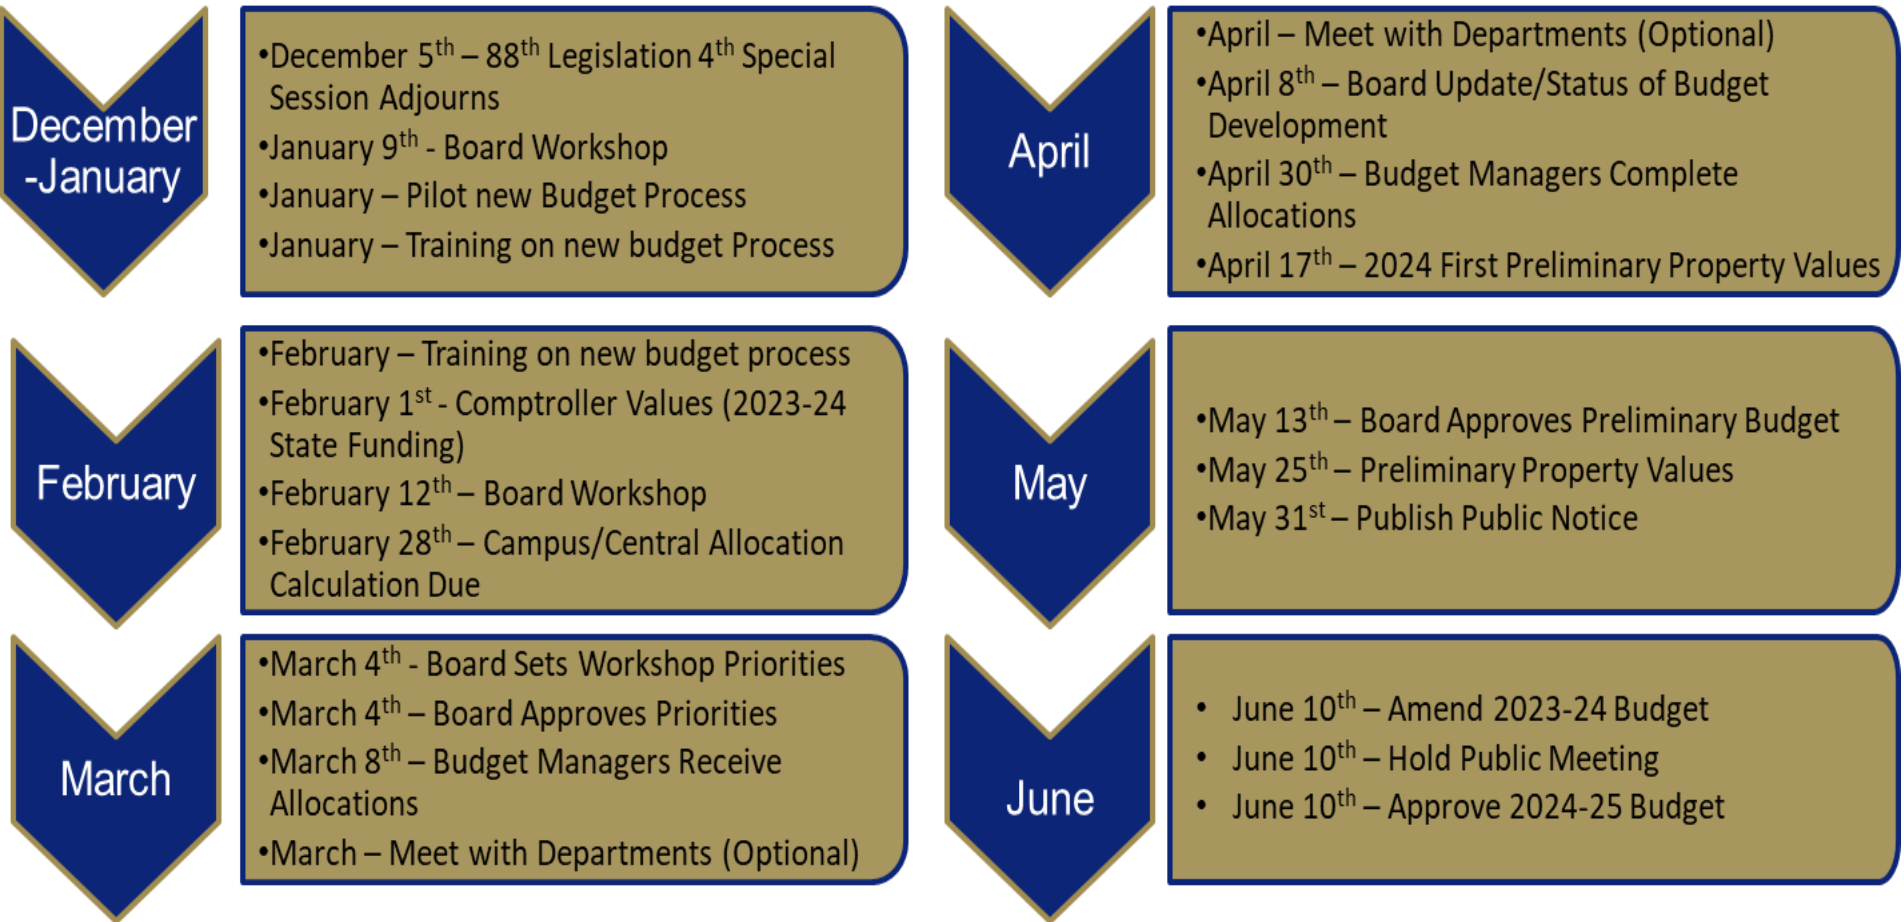 December
-January
•December 5th – 88th Legislation 4th Special
Session Adjourns
•January 9th - Board Workshop
•January – Pilot new Budget Process
•January – Training on new budget Process
February
•February – Training on new budget process
•February 1st - Comptroller Values (2023-24
State Funding)
•February 12th – Board Workshop
•February 28th – Campus/Central Allocation
Calculation Due
March
•March 4th - Board Sets Workshop Priorities
•March 4th – Board Approves Priorities
•March 8th – Budget Managers Receive
Allocations
•March – Meet with Departments (Optional)
April
•April – Meet with Departments (Optional)
•April 8th – Board Update/Status of Budget
Development
•April 30th – Budget Managers Complete
Allocations
•April 17th – 2024 First Preliminary Property Values
May
•May 13th – Board Approves Preliminary Budget
•May 25th – Preliminary Property Values
•May 31st – Publish Public Notice
June
• June 10th – Amend 2023-24 Budget
• June 10th – Hold Public Meeting
• June 10th – Approve 2024-25 Budget